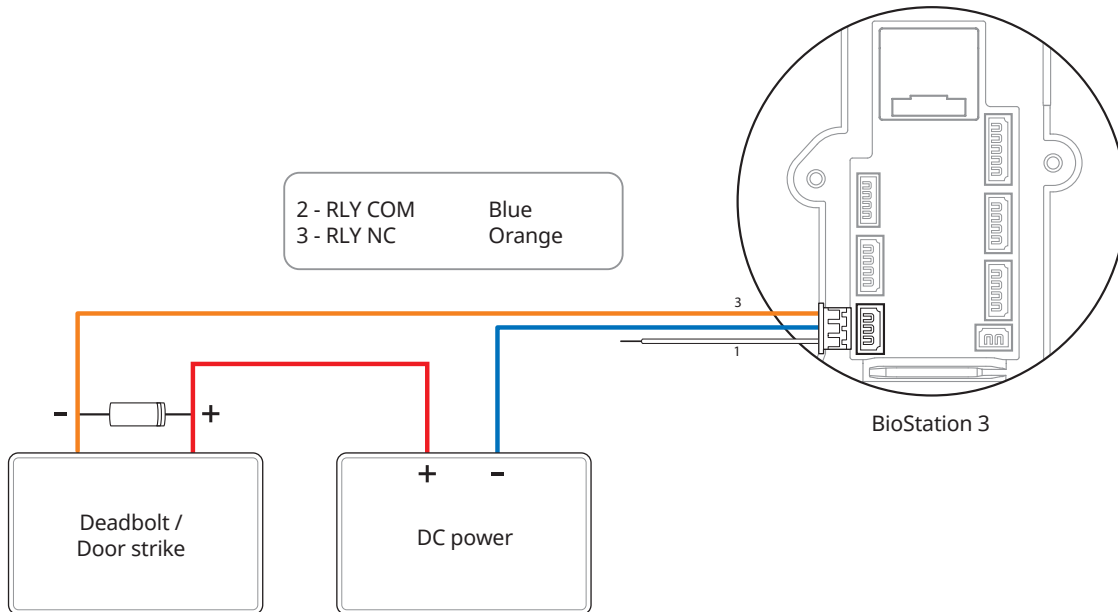 2 - RLY COM Blue
3 - RLY NC Orange
3
1
BioStation 3
- +
+ -
Deadbolt /
Door strike
DC power